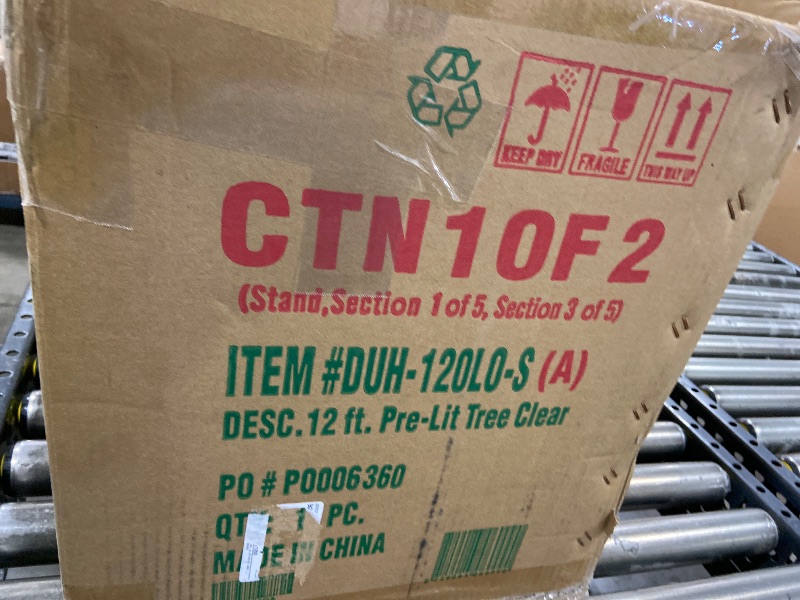 KEEP DRY
FRAGILE
THIS WAY UP
CTN 1 OF 2
(Stand,Section 1 of 5, Section 3 of 5)
ITEM #DUH-120LO-S (A)
DESC. 12 ft. Pre-Lit Tree Clear
PO # PO006360
1 PC.
IN CHINA